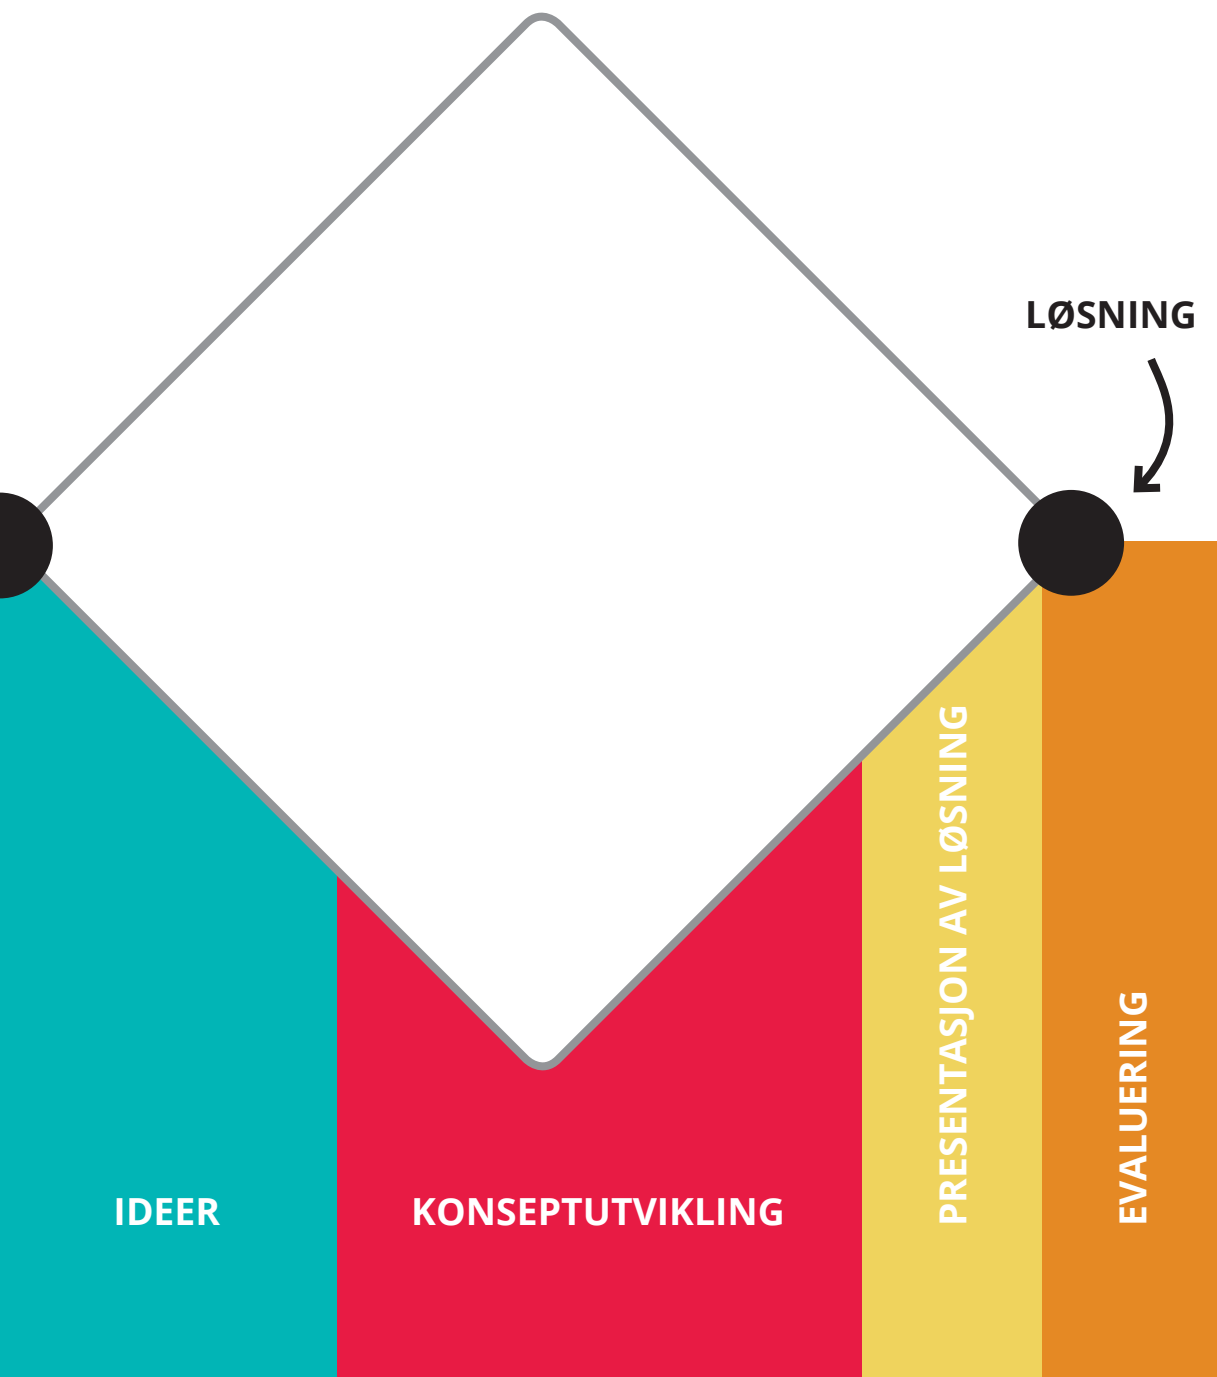 LØSNING
IDEER
KONSEPTUTVIKLING
PRESENTASJON AV LØSNING
EVALUERING